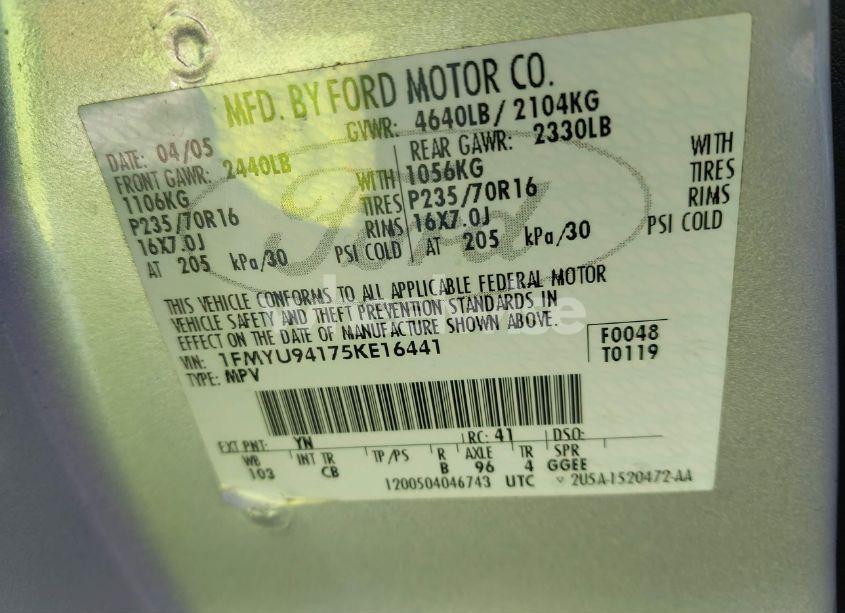 MFD. BY FORD MOTOR CO.
DATE: 04/05 GVWR: 4640LB / 2104KG
FRONT GAWR: 2440LB REAR GAWR: 2330LB
1106KG WITH 1056KG WITH
P235/70R16 TIRES P235/70R16 TIRES
16X7.0J RIMS 16X7.0J RIMS
AT 205 kPa/30 PSI COLD AT 205 kPa/30 PSI COLD
THIS VEHICLE CONFORMS TO ALL APPLICABLE FEDERAL MOTOR
VEHICLE SAFETY AND THEFT PREVENTION STANDARDS IN
EFFECT ON THE DATE OF MANUFACTURE SHOWN ABOVE.
VIN: 1FMYU94175KE16441 F0048
TYPE: MPV T0119
EXT PNT: YN RC: 41 DSO:
WB INT TR TP/PS R AXLE TR SPR
103 CB B 96 4 GGEE
1200504046743 UTC 2U5A-1520472-AA
Ford